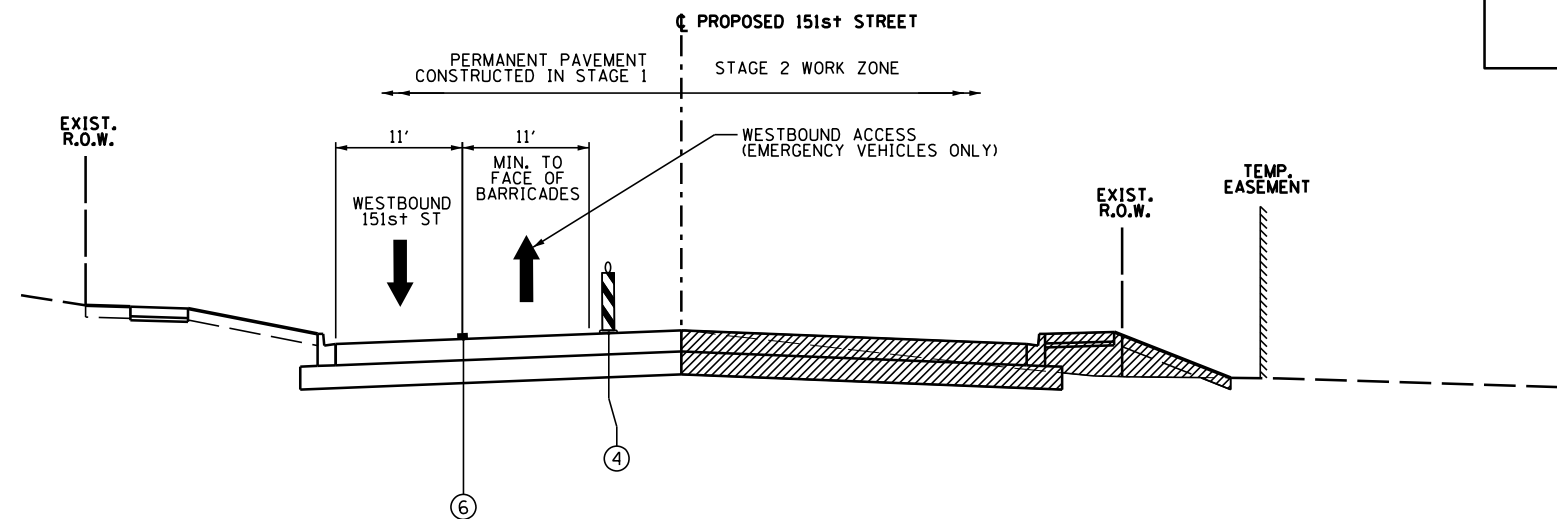 ℄ PROPOSED 151st STREET
PERMANENT PAVEMENT
CONSTRUCTED IN STAGE 1
STAGE 2 WORK ZONE
EXIST.
R.O.W.
11'
11'
MIN. TO
FACE OF
BARRICADES
WESTBOUND ACCESS
(EMERGENCY VEHICLES ONLY)
WESTBOUND
151st ST
TEMP.
EASEMENT
EXIST.
R.O.W.
4
6